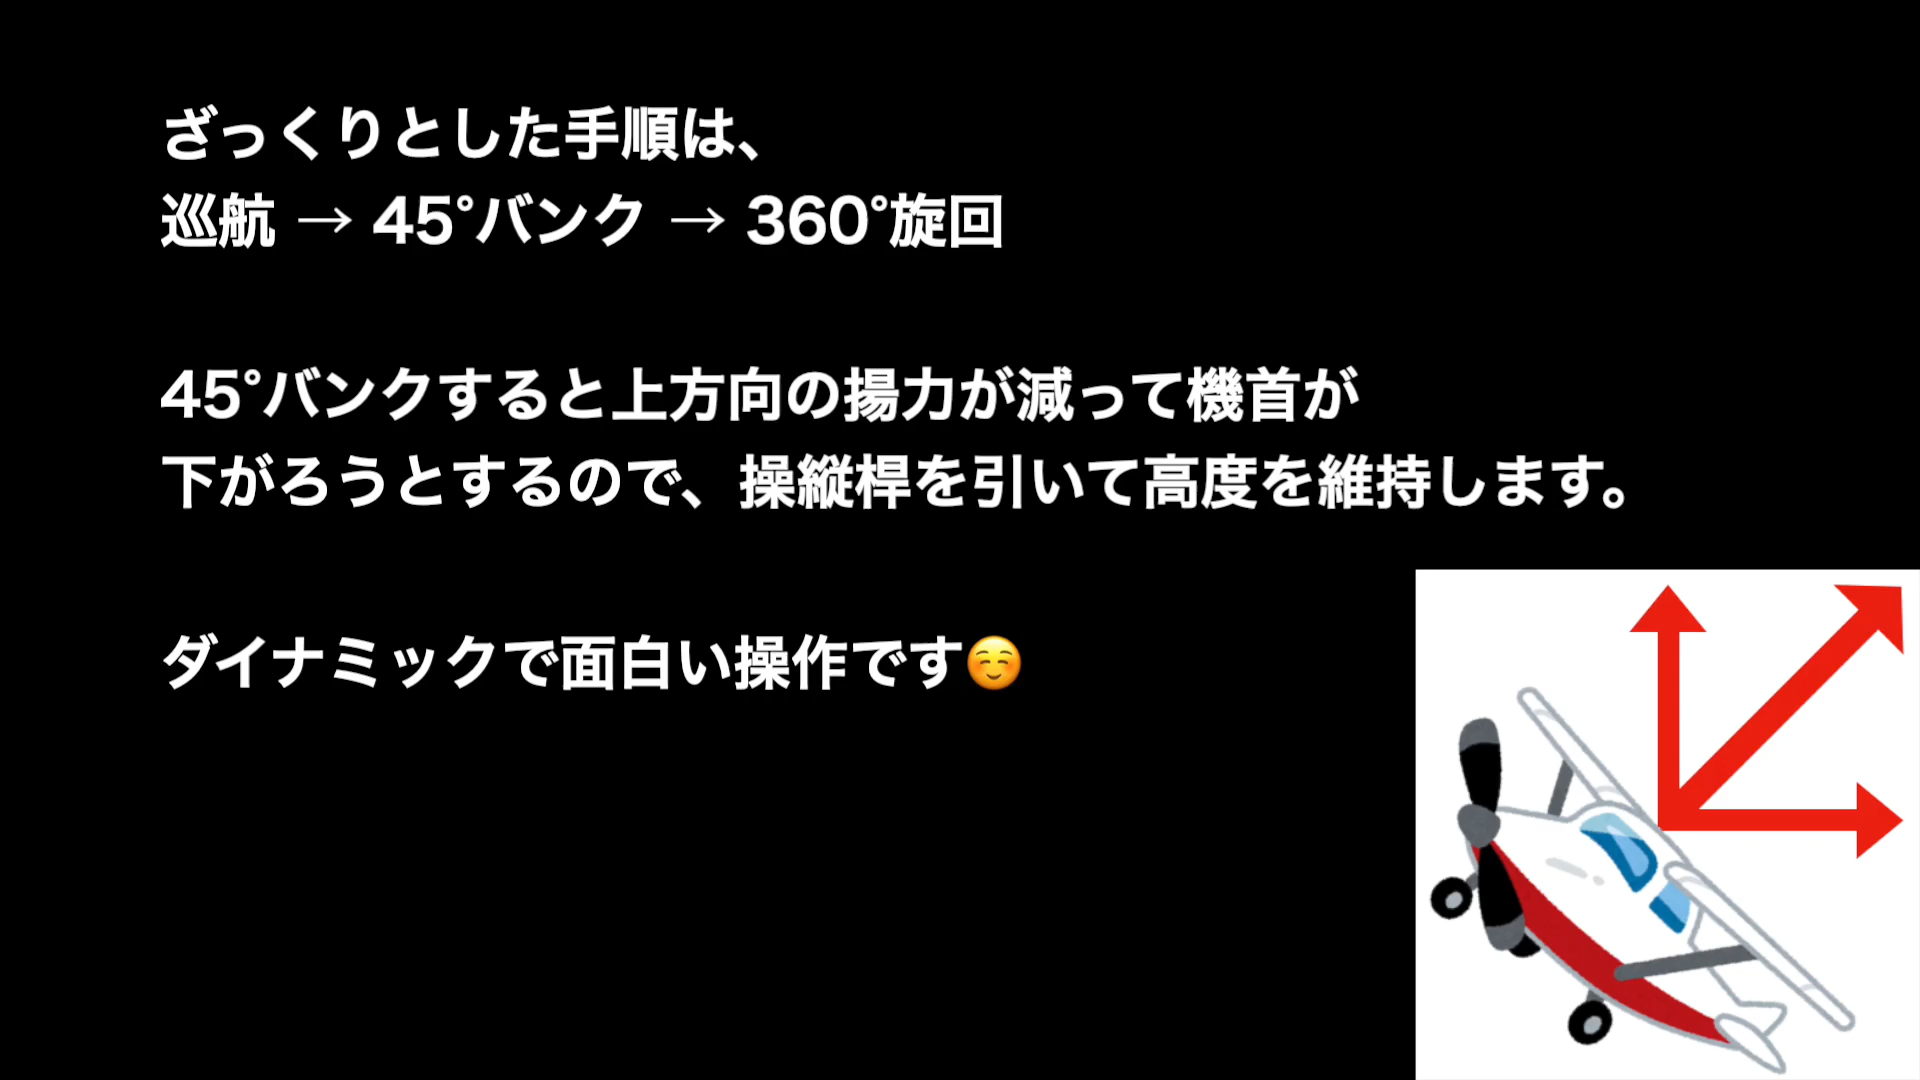 ざっくりとした手順は、
巡航 → 45°バンク → 360°旋回
45°バンクすると上方向の揚力が減って機首が
下がろうとするので、操縦桿を引いて高度を維持します。
ダイナミックで面白い操作です☺️